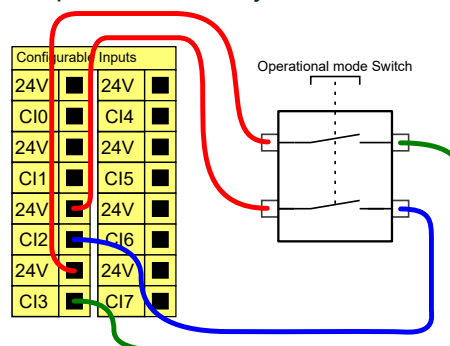 Configurable Inputs
24V 24V
CI0 CI4
24V 24V
CI1 CI5
24V 24V
CI2 CI6
24V 24V
CI3 CI7
Operational mode Switch